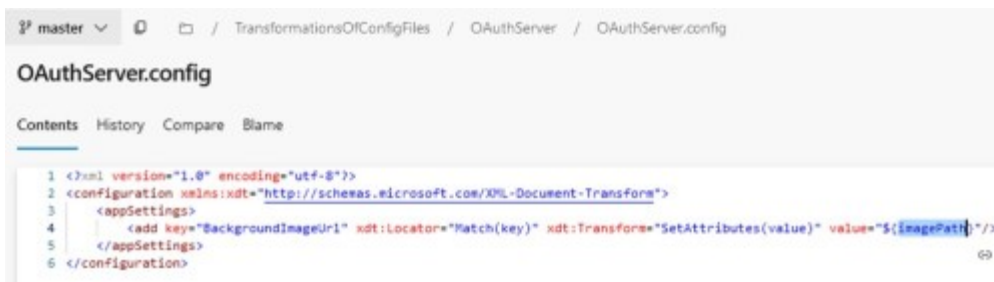 master / TransformationsOfConfigFiles / OAuthServer / OAuthServer.config
OAuthServer.config
Contents History Compare Blame
1 <?xml version="1.0" encoding="utf-8"?>
2 <configuration xmlns:xdt="http://schemas.microsoft.com/XML-Document-Transform">
3 <appSettings>
4 <add key="BackgroundImageUrl" xdt:Locator="Match(key)" xdt:Transform="SetAttributes(value)" value="${imagePath}"/>
5 </appSettings>
6 </configuration>